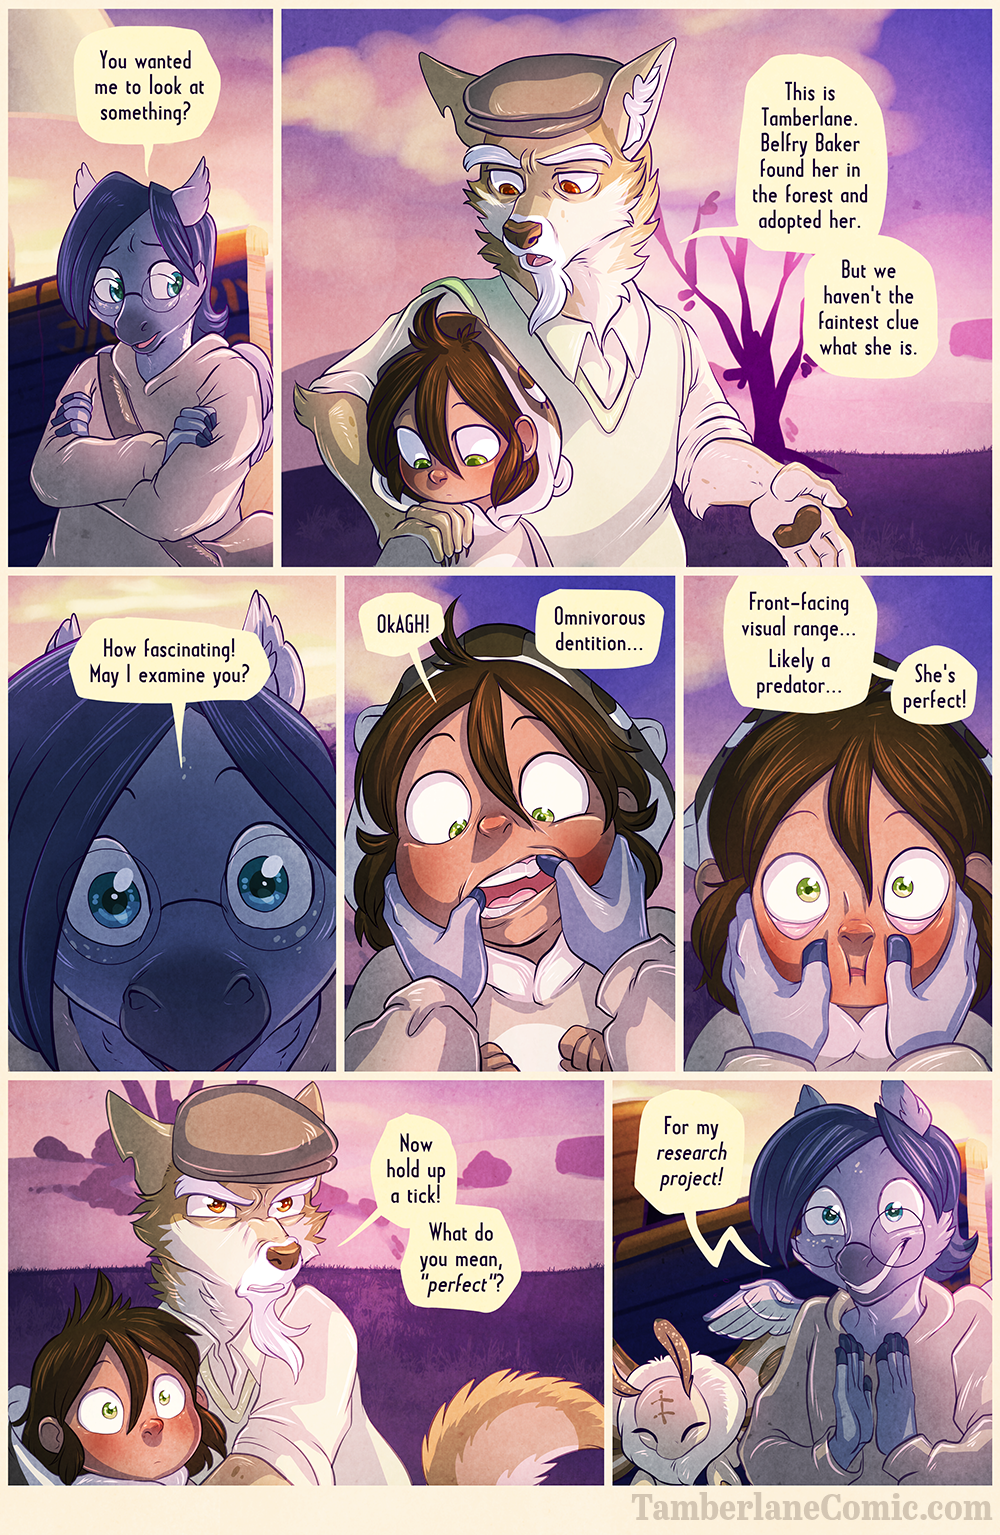 You wanted
me to look at
something?
This is
Tamberlane.
Belfry Baker
found her in
the forest and
adopted her.
But we
haven't the
faintest clue
what she is.
How fascinating!
May I examine you?
OkAGH!
Omnivorous
dentition...
Front-facing
visual range...
Likely a
predator...
She's
perfect!
Now
hold up
a tick!
What do
you mean,
"perfect"?
For my
research
project!
TamberlaneComic.com